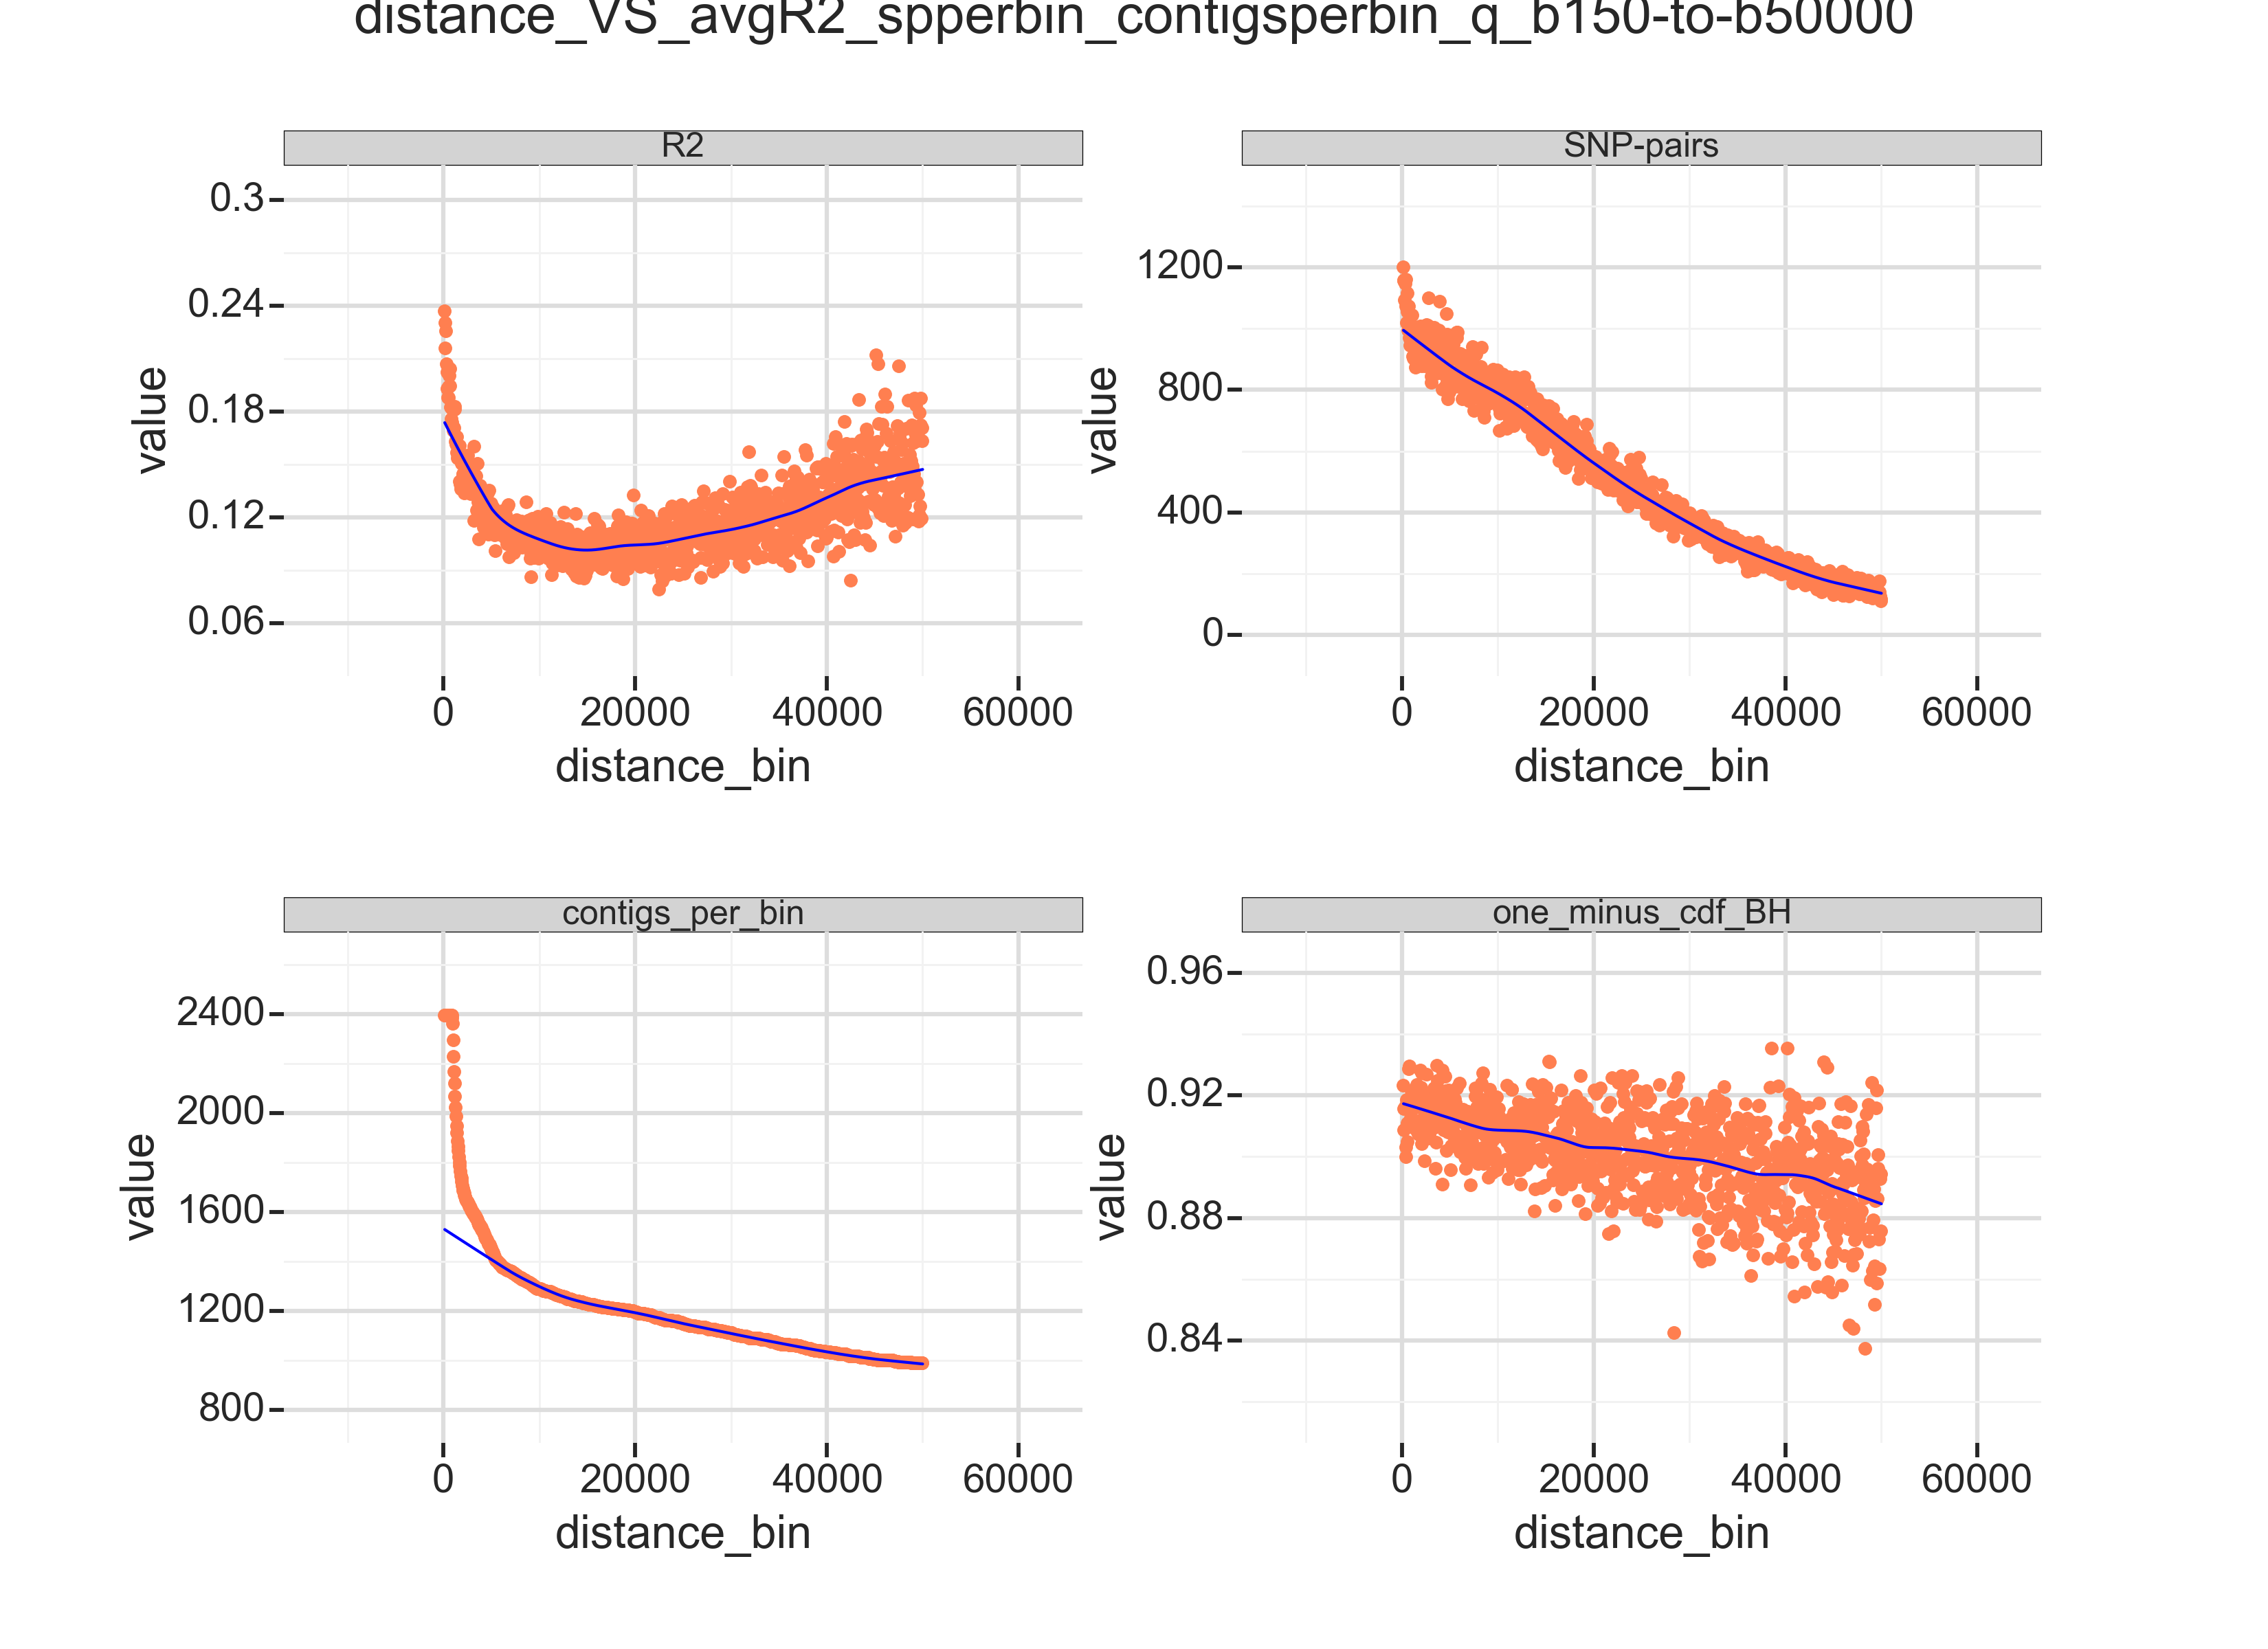 distance_VS_avgR2_spperbin_contigsperbin_q_b150-to-b50000
R2
0.3
0.24
0.18
0.12
0.06
value
0 20000 40000 60000
distance_bin
SNP-pairs
1200
800
400
0
value
0 20000 40000 60000
distance_bin
contigs_per_bin
2400
2000
1600
1200
800
value
0 20000 40000 60000
distance_bin
one_minus_cdf_BH
0.96
0.92
0.88
0.84
value
0 20000 40000 60000
distance_bin